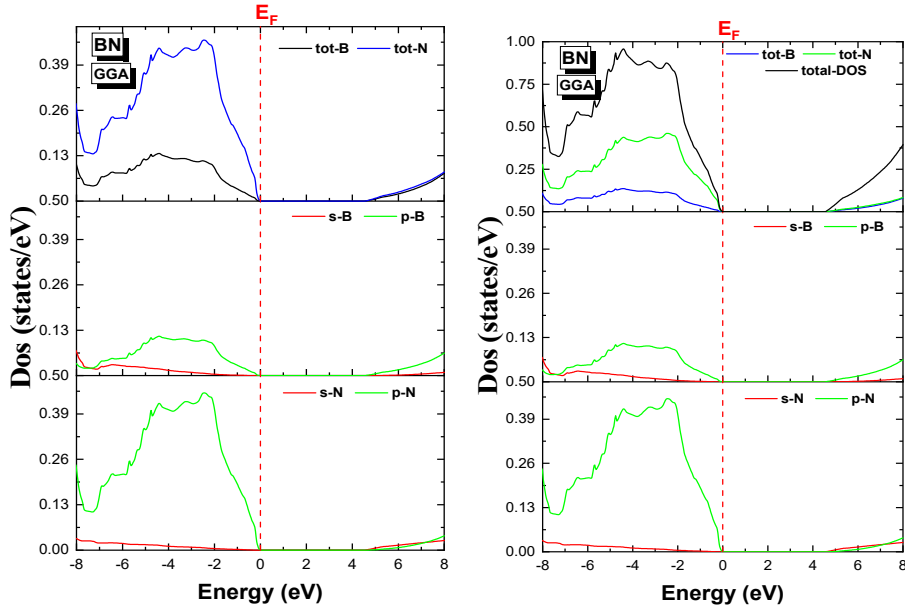 E_F
BN
GGA
tot-B tot-N
0.39
0.26
0.13
0.50
s-B p-B
0.39
0.26
0.13
0.50
s-N p-N
0.39
0.26
0.13
0.00
-8 -6 -4 -2 0 2 4 6 8
Energy (eV)
Dos (states/eV)
E_F
BN
GGA
tot-B tot-N
total-DOS
1.00
0.75
0.50
0.25
0.50
s-B p-B
0.39
0.26
0.13
0.50
s-N p-N
0.39
0.26
0.13
0.00
-8 -6 -4 -2 0 2 4 6 8
Energy (eV)
Dos (states/eV)